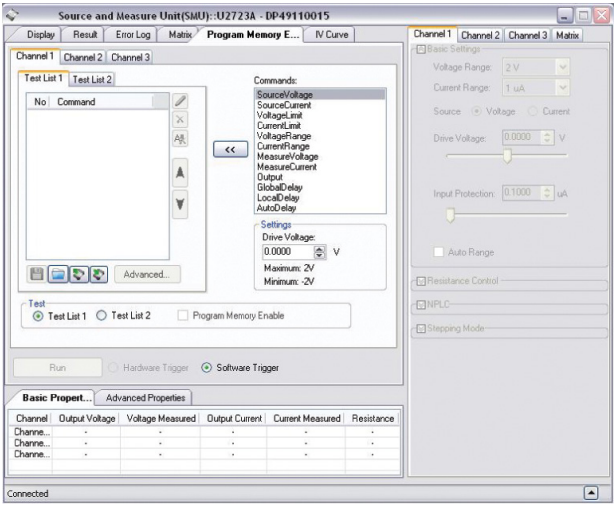 Source and Measure Unit(SMU)::U2723A - DP49110015
Display Result Error Log Matrix Program Memory E... IV Curve
Channel 1 Channel 2 Channel 3
Test List 1 Test List 2
No Command
Commands:
SourceVoltage
SourceCurrent
VoltageLimit
CurrentLimit
VoltageRange
CurrentRange
MeasureVoltage
MeasureCurrent
Output
GlobalDelay
LocalDelay
AutoDelay
<<
Settings
Drive Voltage:
0.0000 V
Maximum: 2V
Minimum: -2V
Advanced...
Test
Test List 1 Test List 2 Program Memory Enable
Run Hardware Trigger Software Trigger
Basic Propert... Advanced Properties
Channel Output Voltage Voltage Measured Output Current Current Measured Resistance
Channe... - - - - -
Channe... - - - - -
Channe... - - - - -
Connected
Channel 1 Channel 2 Channel 3 Matrix
Basic Settings
Voltage Range: 2 V
Current Range: 1 uA
Source Voltage Current
Drive Voltage: 0.0000 V
Input Protection: 0.1000 uA
Auto Range
Resistance Control
NPLC
Stepping Mode